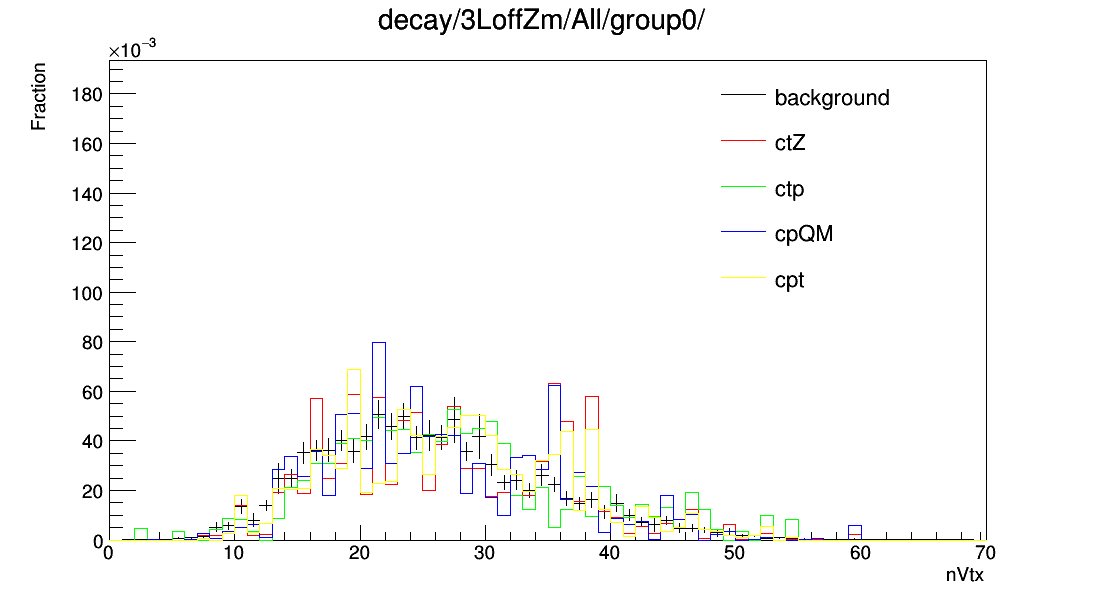 decay/3LoffZm/All/group0/
×10⁻³
Fraction
180
160
140
120
100
80
60
40
20
0
background
ctZ
ctp
cpQM
cpt
0 10 20 30 40 50 60 70
nVtx